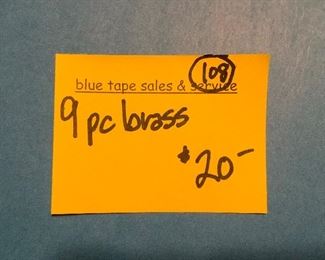 108
blue tape sales & service
9 pc brass
$20-